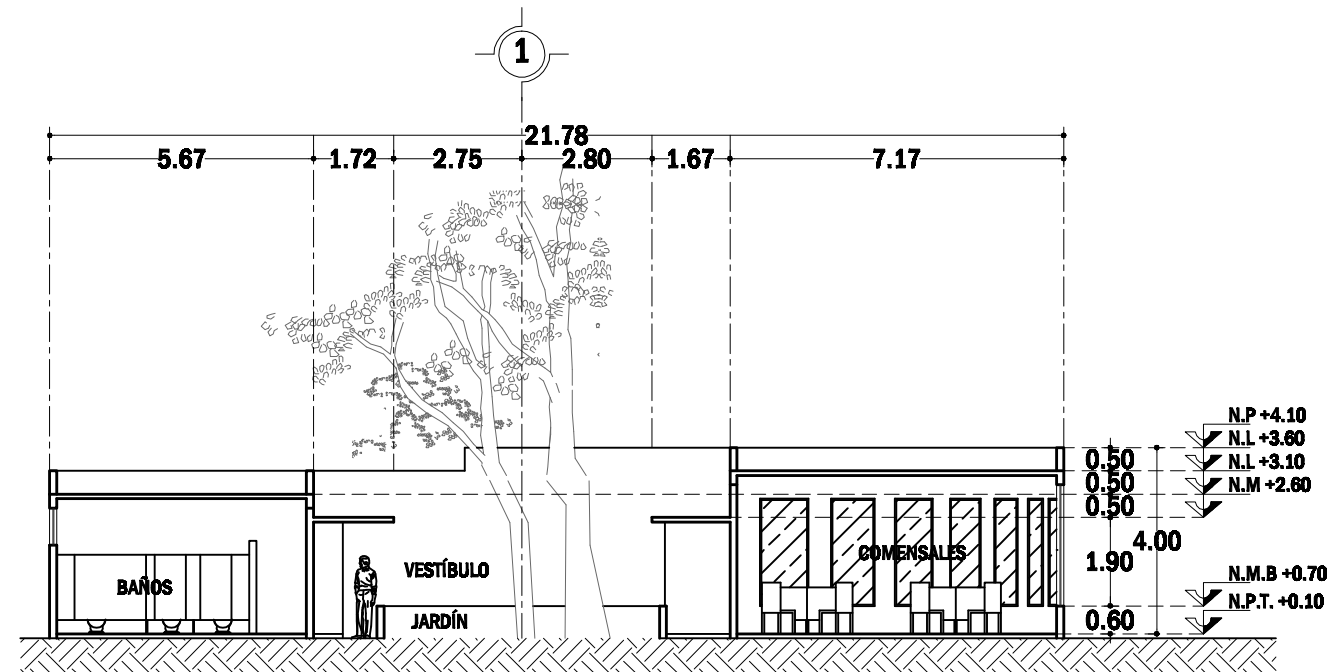 1
21.78
5.67 1.72 2.75 2.80 1.67 7.17
N.P +4.10
N.L +3.60
0.50
N.L +3.10
0.50
N.M +2.60
0.50
4.00
COMENSALES
1.90
VESTÍBULO
N.M.B +0.70
BAÑOS
N.P.T. +0.10
JARDÍN
0.60